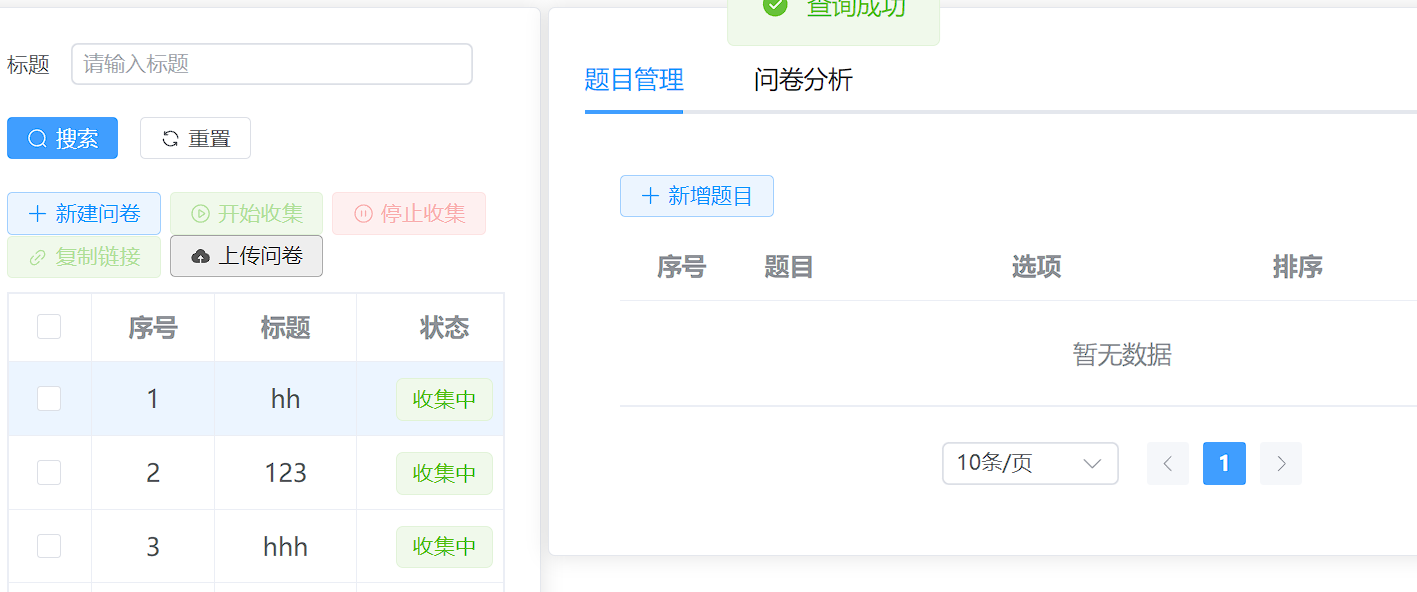 查询成功
标题 请输入标题
搜索 重置
新建问卷 开始收集 停止收集
复制链接 上传问卷
序号 标题 状态
1 hh 收集中
2 123 收集中
3 hhh 收集中
题目管理 问卷分析
新增题目
序号 题目 选项 排序
暂无数据
10条/页 1